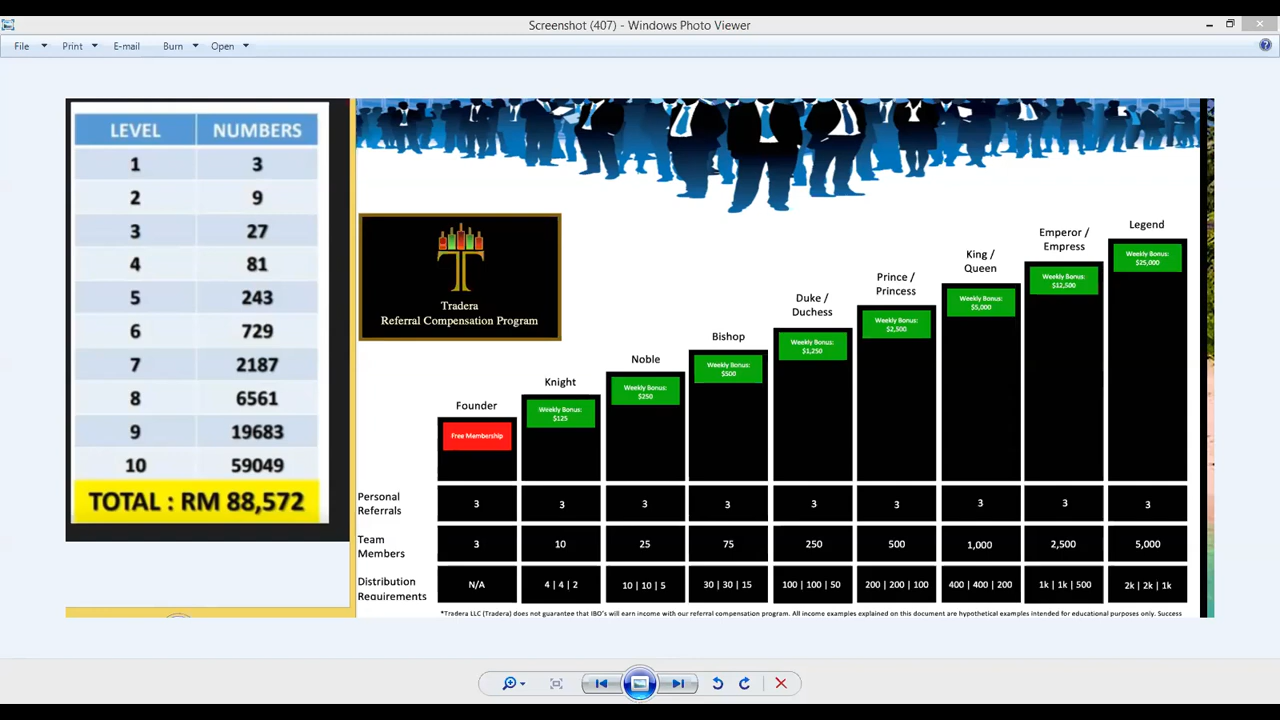 Screenshot (407) - Windows Photo Viewer
File Print E-mail Burn Open
LEVEL NUMBERS
1 3
2 9
3 27
4 81
5 243
6 729
7 2187
8 6561
9 19683
10 59049
TOTAL : RM 88,572
Tradera
Referral Compensation Program
Founder
Free Membership
Knight
Weekly Bonus:
$125
Noble
Weekly Bonus:
$250
Bishop
Weekly Bonus:
$500
Duke /
Duchess
Weekly Bonus:
$1,250
Prince /
Princess
Weekly Bonus:
$2,500
King /
Queen
Weekly Bonus:
$5,000
Emperor /
Empress
Weekly Bonus:
$12,500
Legend
Weekly Bonus:
$25,000
Personal
Referrals
3 3 3 3 3 3 3 3 3
Team
Members
3 10 25 75 250 500 1,000 2,500 5,000
Distribution
Requirements
N/A 4 | 4 | 2 10 | 10 | 5 30 | 30 | 15 100 | 100 | 50 200 | 200 | 100 400 | 400 | 200 1k | 1k | 500 2k | 2k | 1k
*Tradera LLC (Tradera) does not guarantee that IBO's will earn income with our referral compensation program. All income examples explained on this document are hypothetical examples intended for educational purposes only. Success